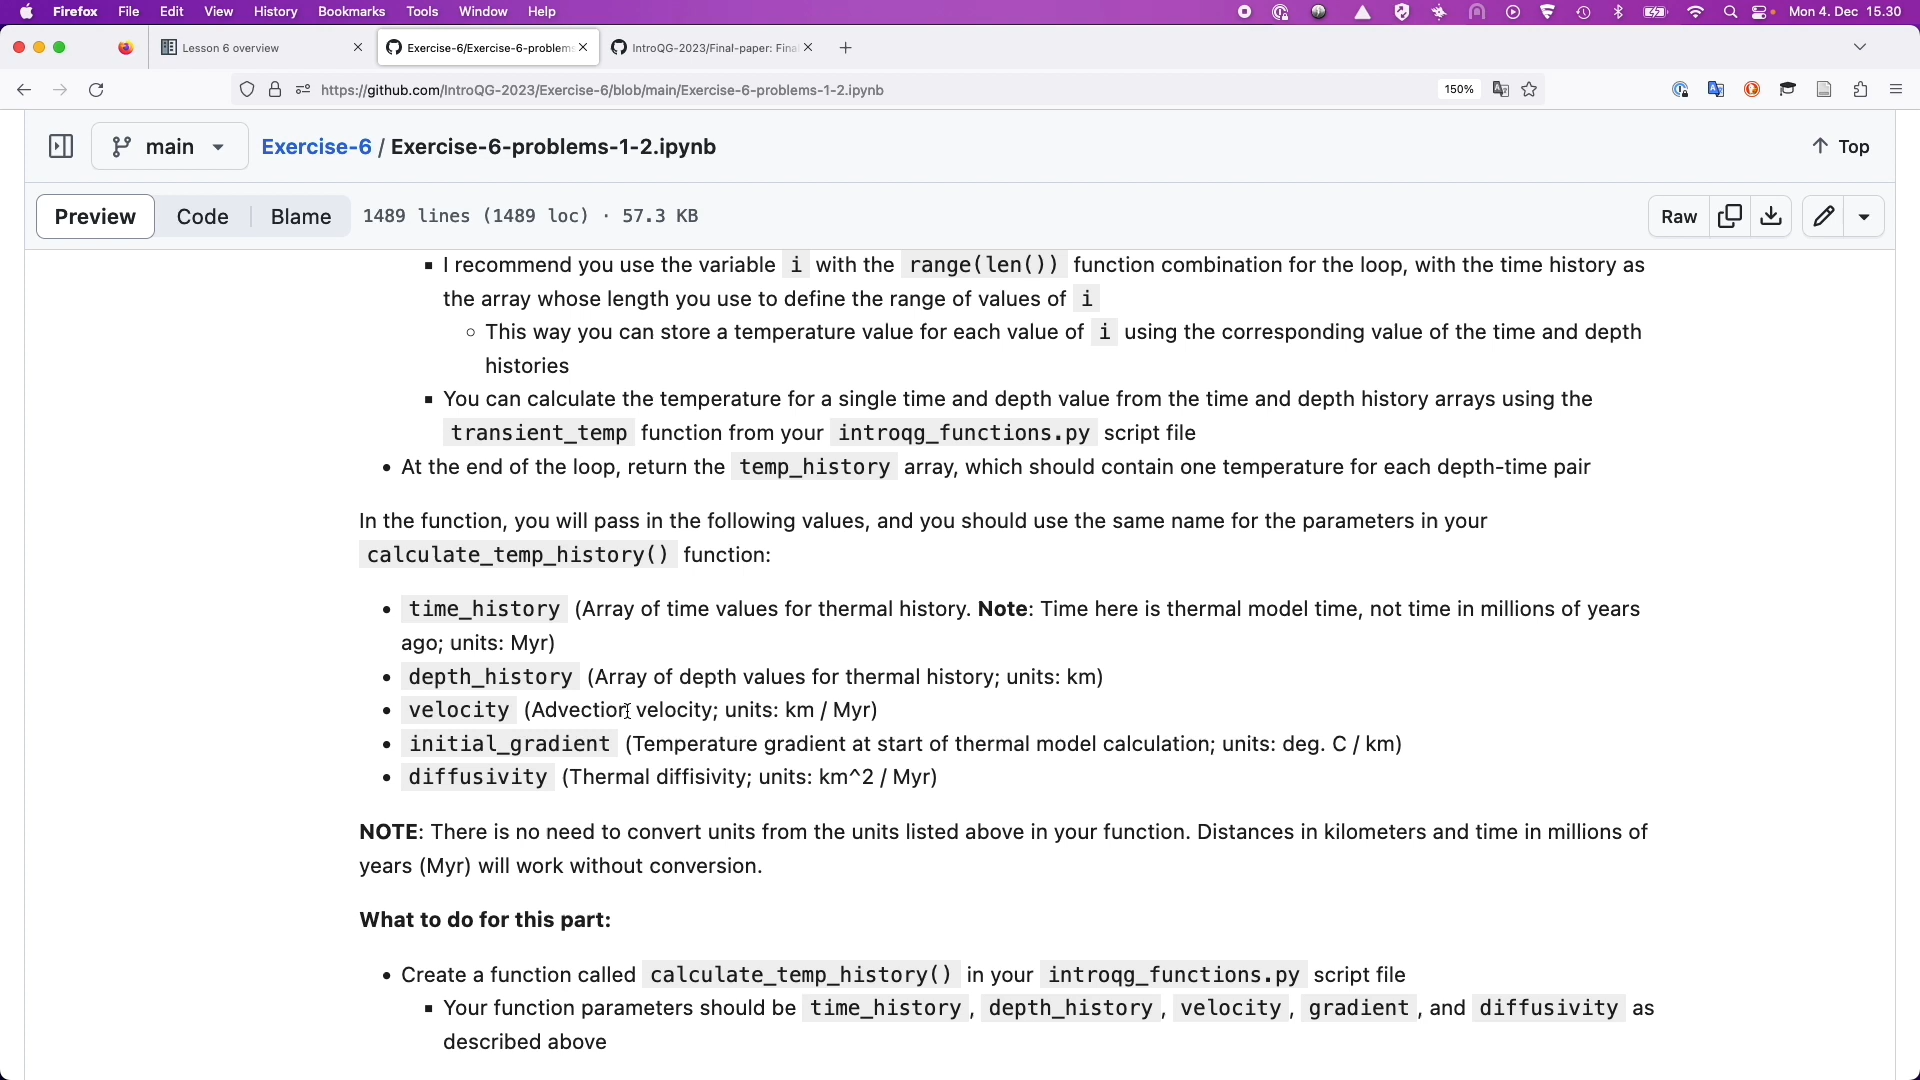 Firefox File Edit View History Bookmarks Tools Window Help Mon 4. Dec 15.30
Lesson 6 overview Exercise-6/Exercise-6-problem IntroQG-2023/Final-paper: Fina
https://github.com/IntroQG-2023/Exercise-6/blob/main/Exercise-6-problems-1-2.ipynb 150%
main Exercise-6 / Exercise-6-problems-1-2.ipynb Top
Preview Code Blame 1489 lines (1489 loc) · 57.3 KB Raw
▪ I recommend you use the variable i with the range(len()) function combination for the loop, with the time history as
the array whose length you use to define the range of values of i
◦ This way you can store a temperature value for each value of i using the corresponding value of the time and depth
histories
▪ You can calculate the temperature for a single time and depth value from the time and depth history arrays using the
transient_temp function from your introqg_functions.py script file
• At the end of the loop, return the temp_history array, which should contain one temperature for each depth-time pair
In the function, you will pass in the following values, and you should use the same name for the parameters in your
calculate_temp_history() function:
• time_history (Array of time values for thermal history. Note: Time here is thermal model time, not time in millions of years
ago; units: Myr)
• depth_history (Array of depth values for thermal history; units: km)
• velocity (Advection velocity; units: km / Myr)
• initial_gradient (Temperature gradient at start of thermal model calculation; units: deg. C / km)
• diffusivity (Thermal diffisivity; units: km^2 / Myr)
NOTE: There is no need to convert units from the units listed above in your function. Distances in kilometers and time in millions of
years (Myr) will work without conversion.
What to do for this part:
• Create a function called calculate_temp_history() in your introqg_functions.py script file
▪ Your function parameters should be time_history , depth_history , velocity , gradient , and diffusivity as
described above